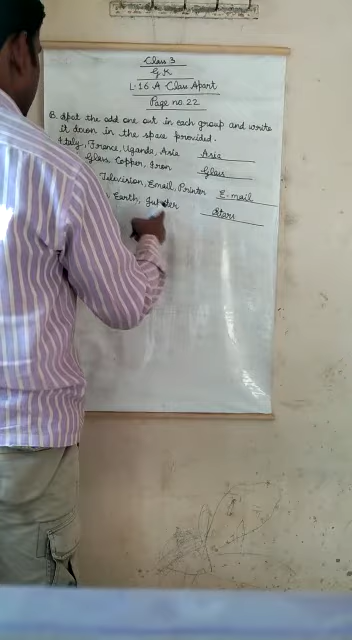 Class 3
G.K
L-16 A Class Apart
Page no. 22
B. Spot the odd one out in each group and write
it down in the space provided.
Italy, France, Uganda, Asia Asia
Glass, Copper, Iron Glass
Television, Email, Printer E-mail
Earth, Jupiter Stars